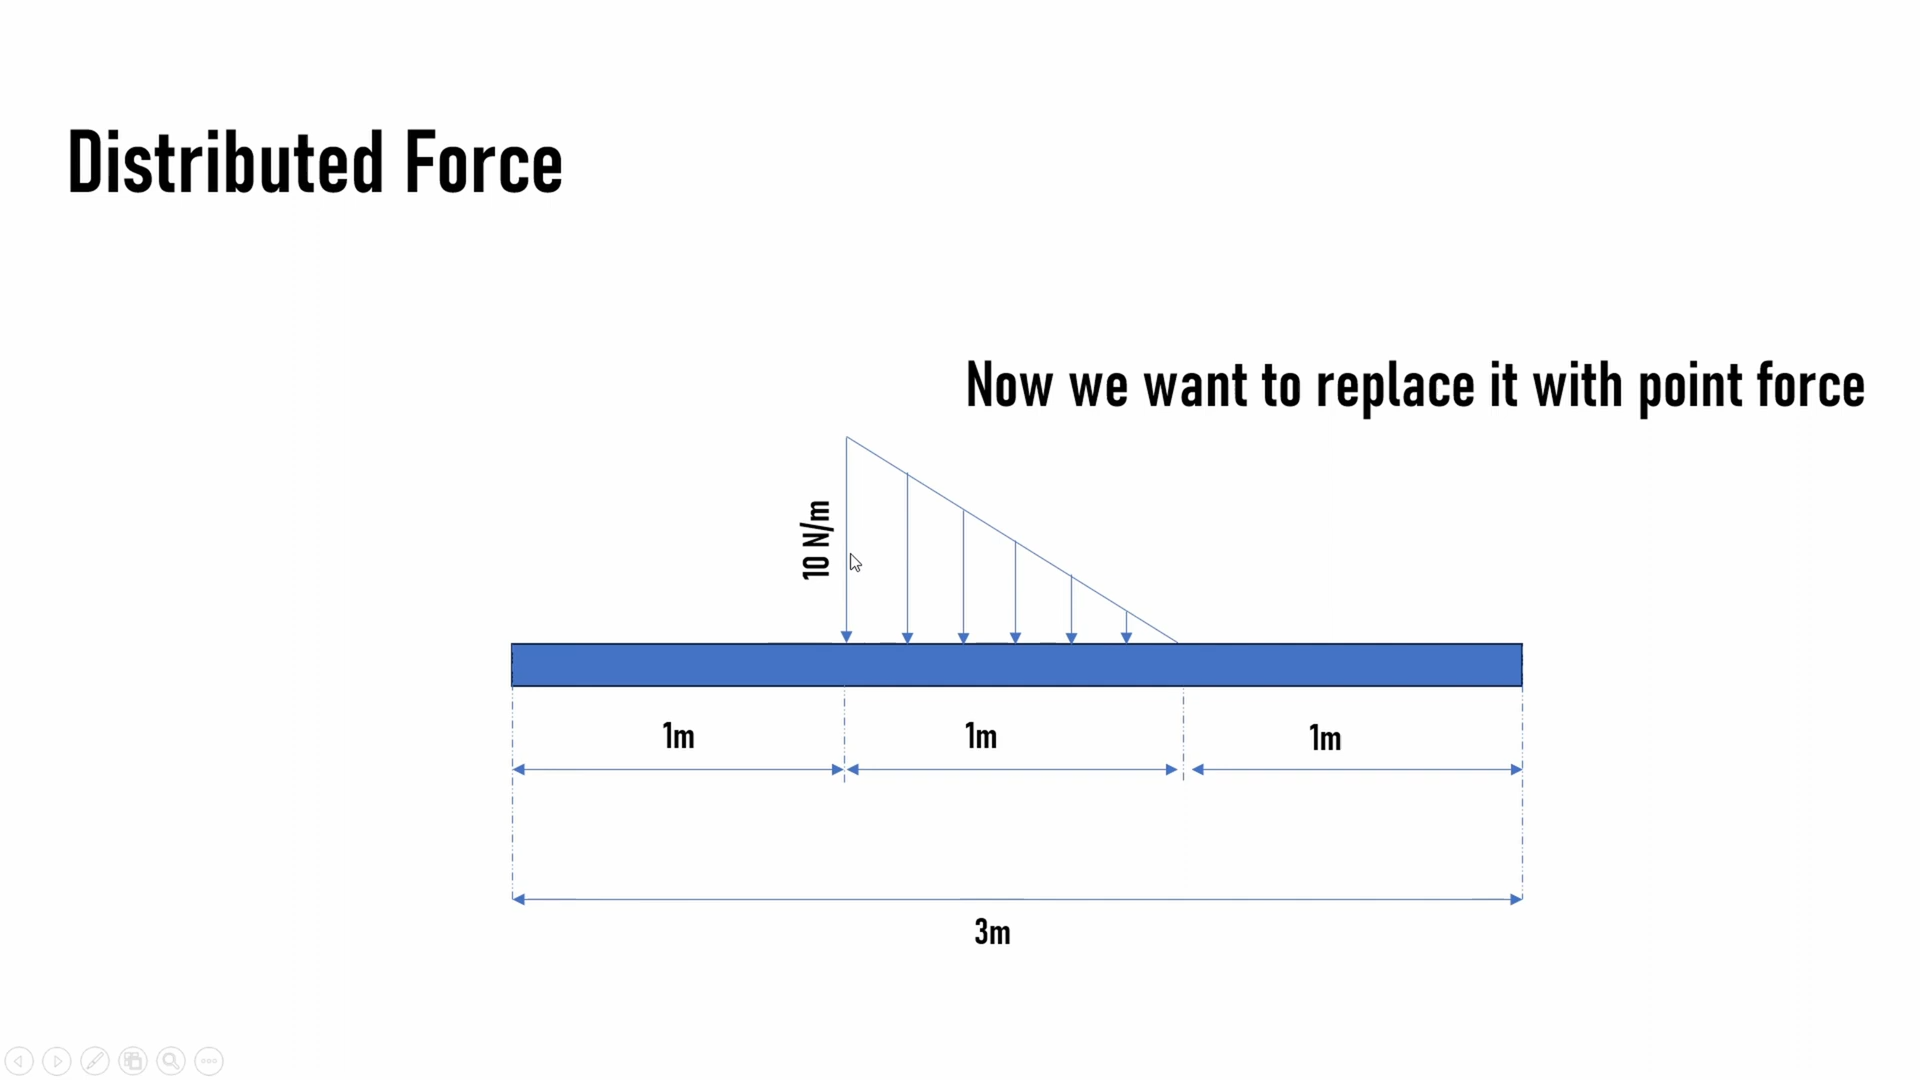 Distributed Force
Now we want to replace it with point force
10 N/m
1m
1m
1m
3m